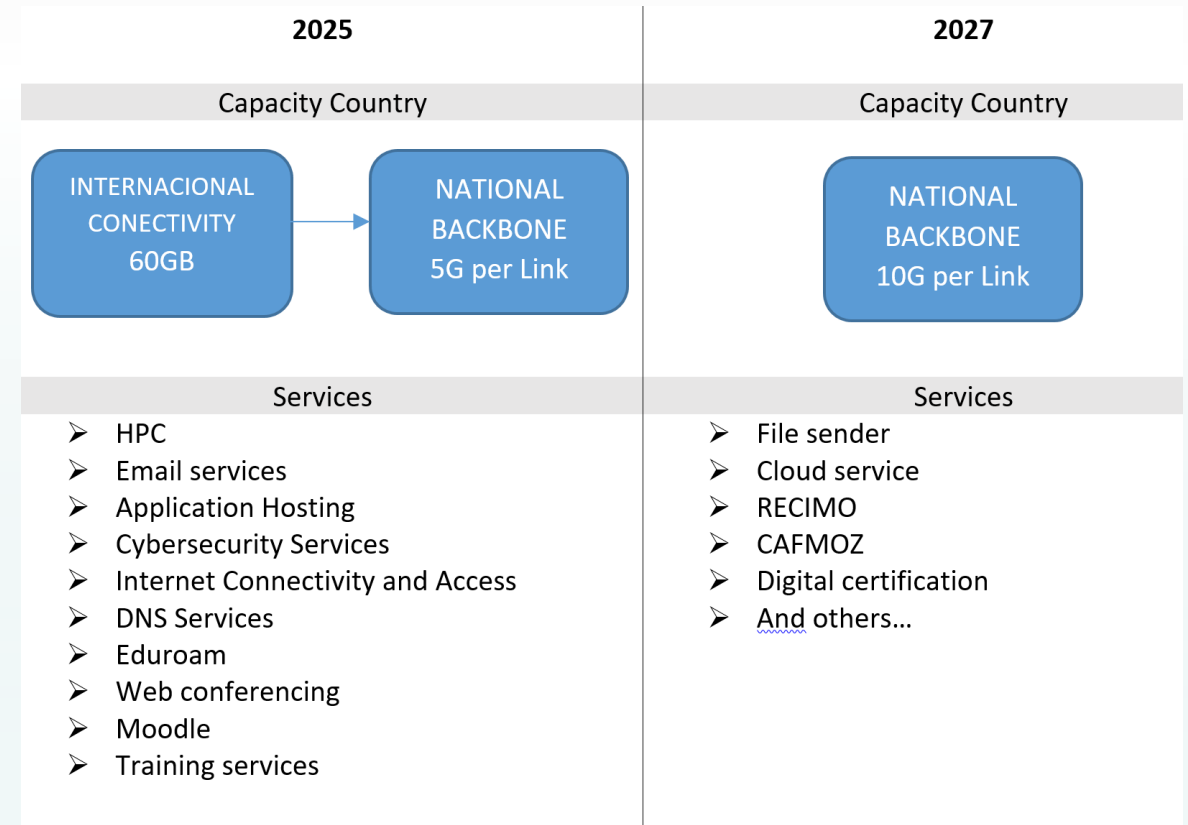 2025
Capacity Country
INTERNACIONAL
CONECTIVITY
60GB
NATIONAL
BACKBONE
5G per Link
Services
HPC
Email services
Application Hosting
Cybersecurity Services
Internet Connectivity and Access
DNS Services
Eduroam
Web conferencing
Moodle
Training services
2027
Capacity Country
NATIONAL
BACKBONE
10G per Link
Services
File sender
Cloud service
RECIMO
CAFMOZ
Digital certification
And others...